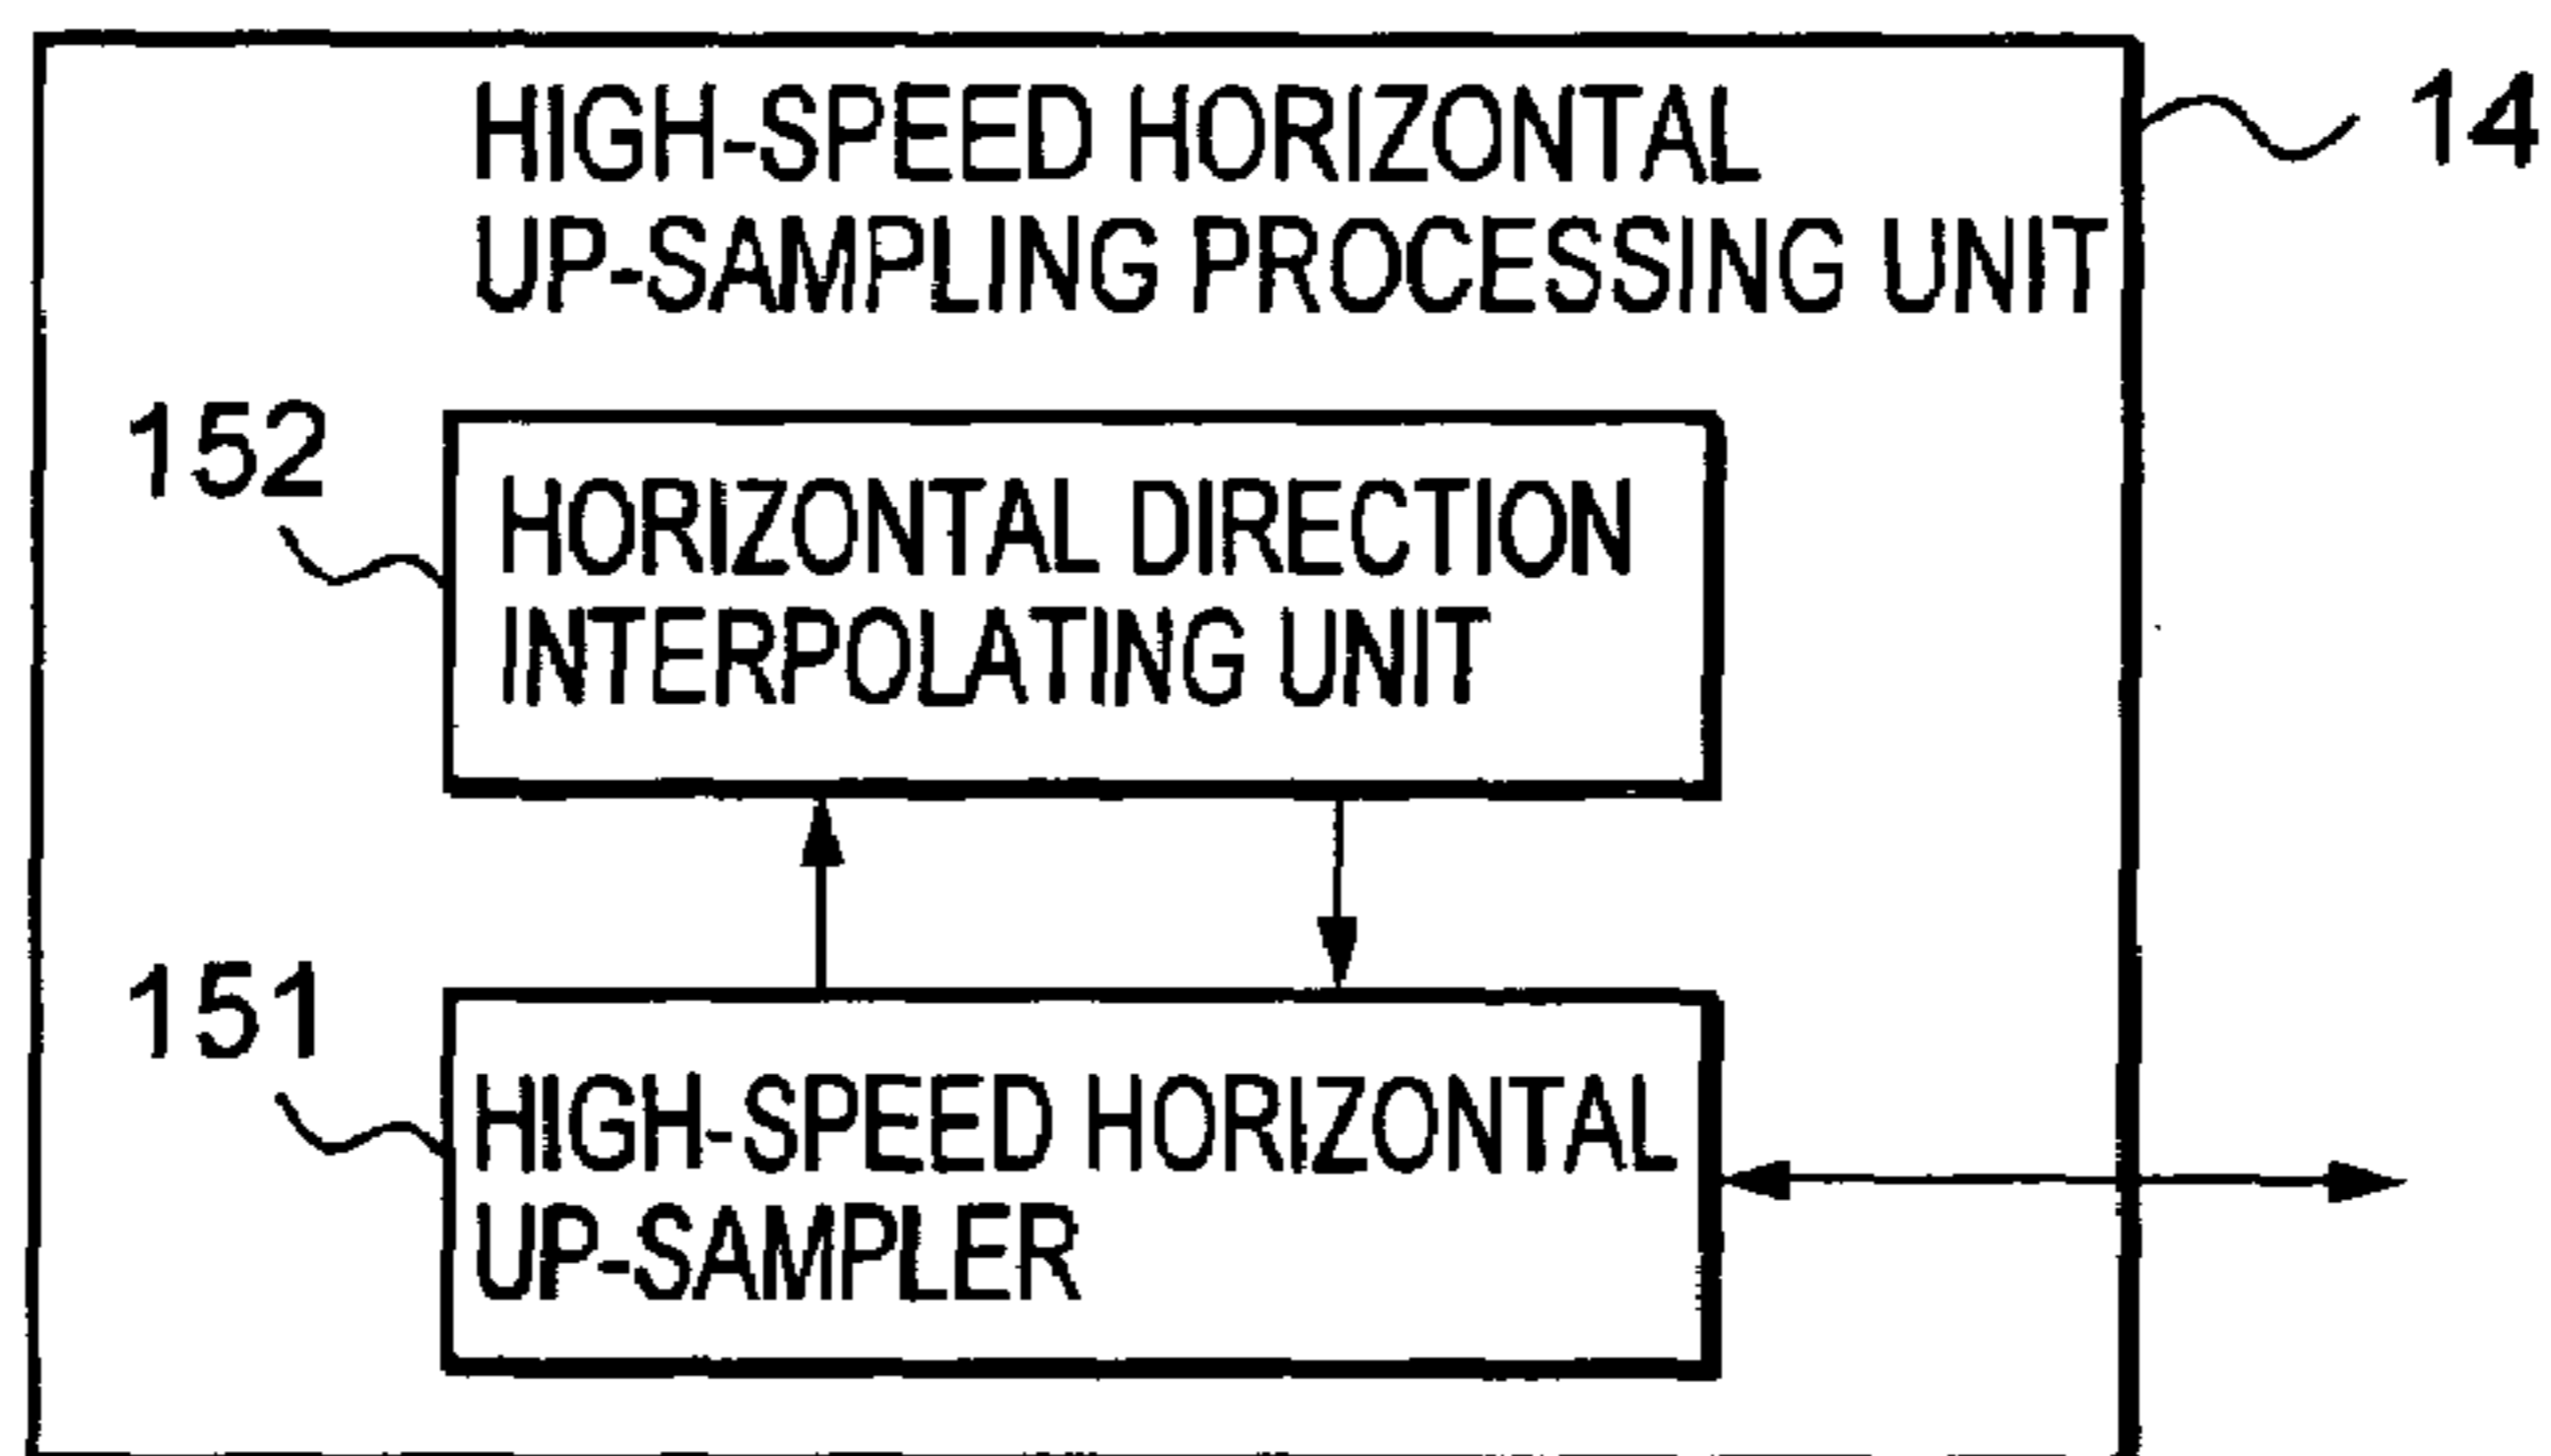 HIGH-SPEED HORIZONTAL
UP-SAMPLING PROCESSING UNIT
14
152
HORIZONTAL DIRECTION
INTERPOLATING UNIT
151
HIGH-SPEED HORIZONTAL
UP-SAMPLER